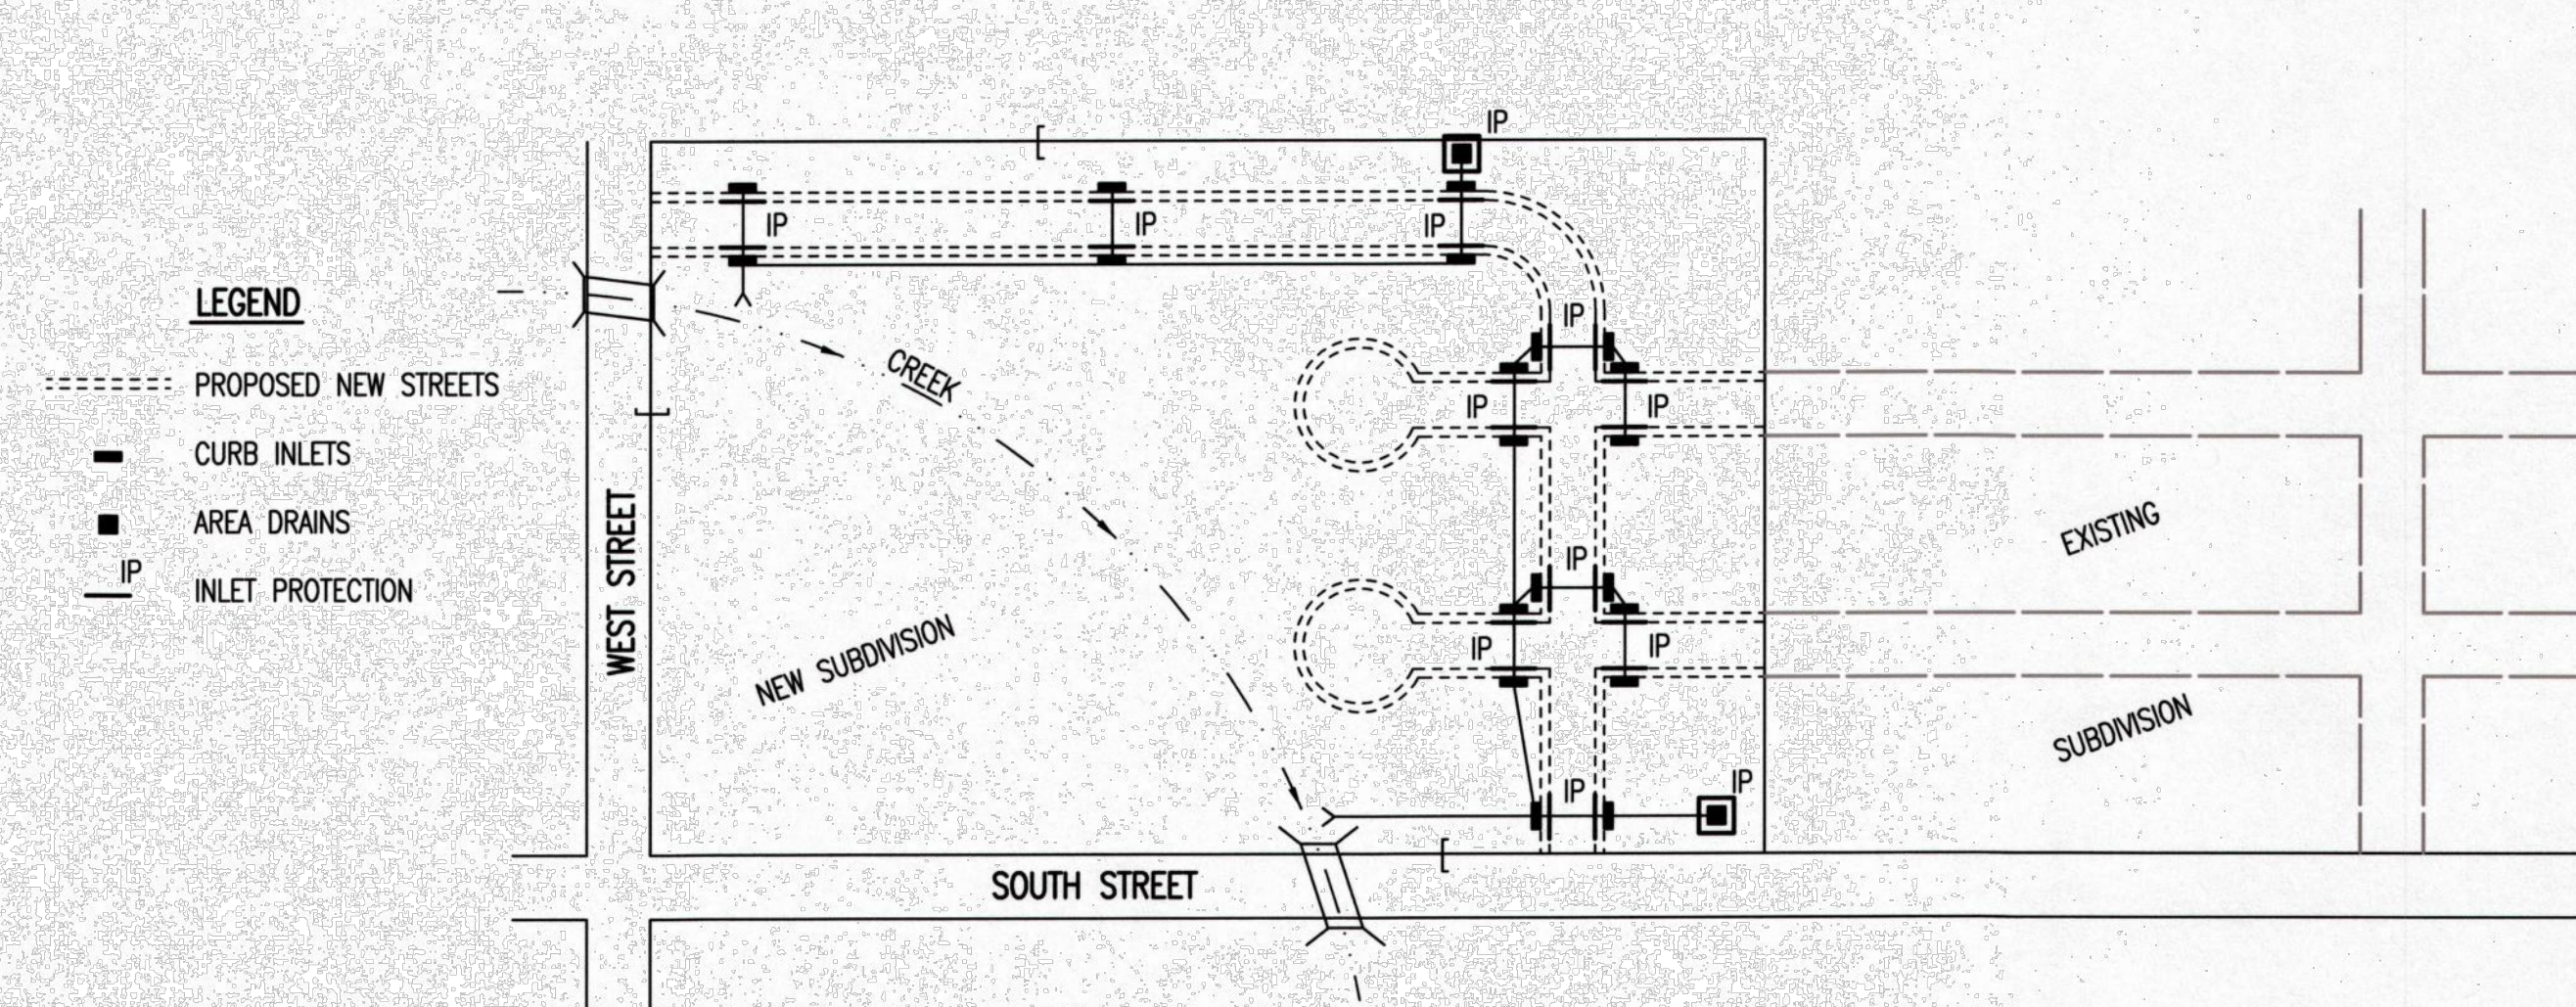 LEGEND
PROPOSED NEW STREETS
CURB INLETS
AREA DRAINS
IP
INLET PROTECTION
WEST STREET
IP
IP
IP
IP
CREEK
IP
IP
IP
IP
IP
IP
NEW SUBDIVISION
IP
IP
SOUTH STREET
EXISTING
SUBDIVISION